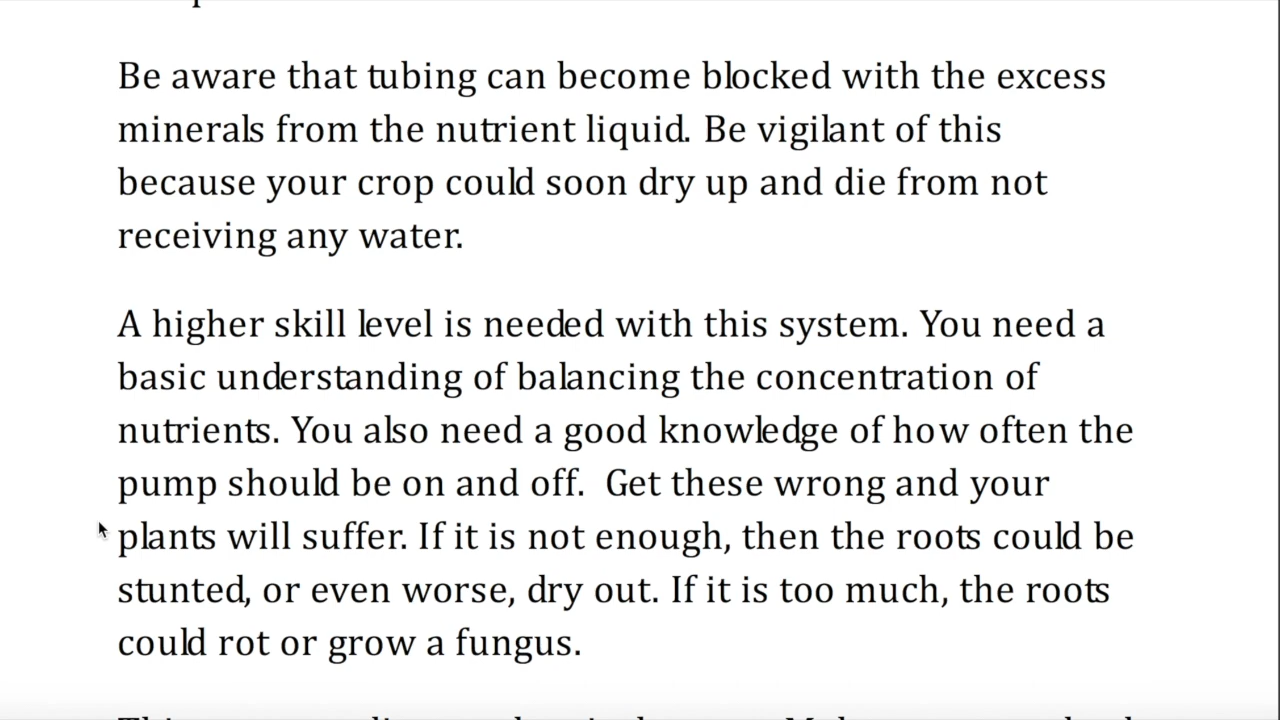 Be aware that tubing can become blocked with the excess
minerals from the nutrient liquid. Be vigilant of this
because your crop could soon dry up and die from not
receiving any water.
A higher skill level is needed with this system. You need a
basic understanding of balancing the concentration of
nutrients. You also need a good knowledge of how often the
pump should be on and off.  Get these wrong and your
plants will suffer. If it is not enough, then the roots could be
stunted, or even worse, dry out. If it is too much, the roots
could rot or grow a fungus.